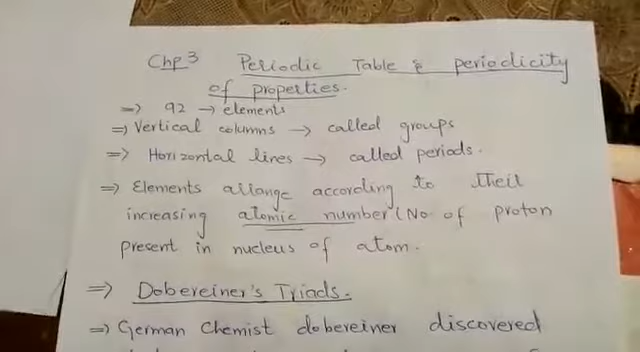 Chp 3 Periodic Table & periodicity
of properties.
=> 92 → elements
=> Vertical columns → called groups
=> Horizontal lines → called periods.
=> Elements arrange according to their
increasing atomic number (No of proton
present in nucleus of atom.
=> Dobereiner's Triads.
=> German Chemist dobereiner discovered